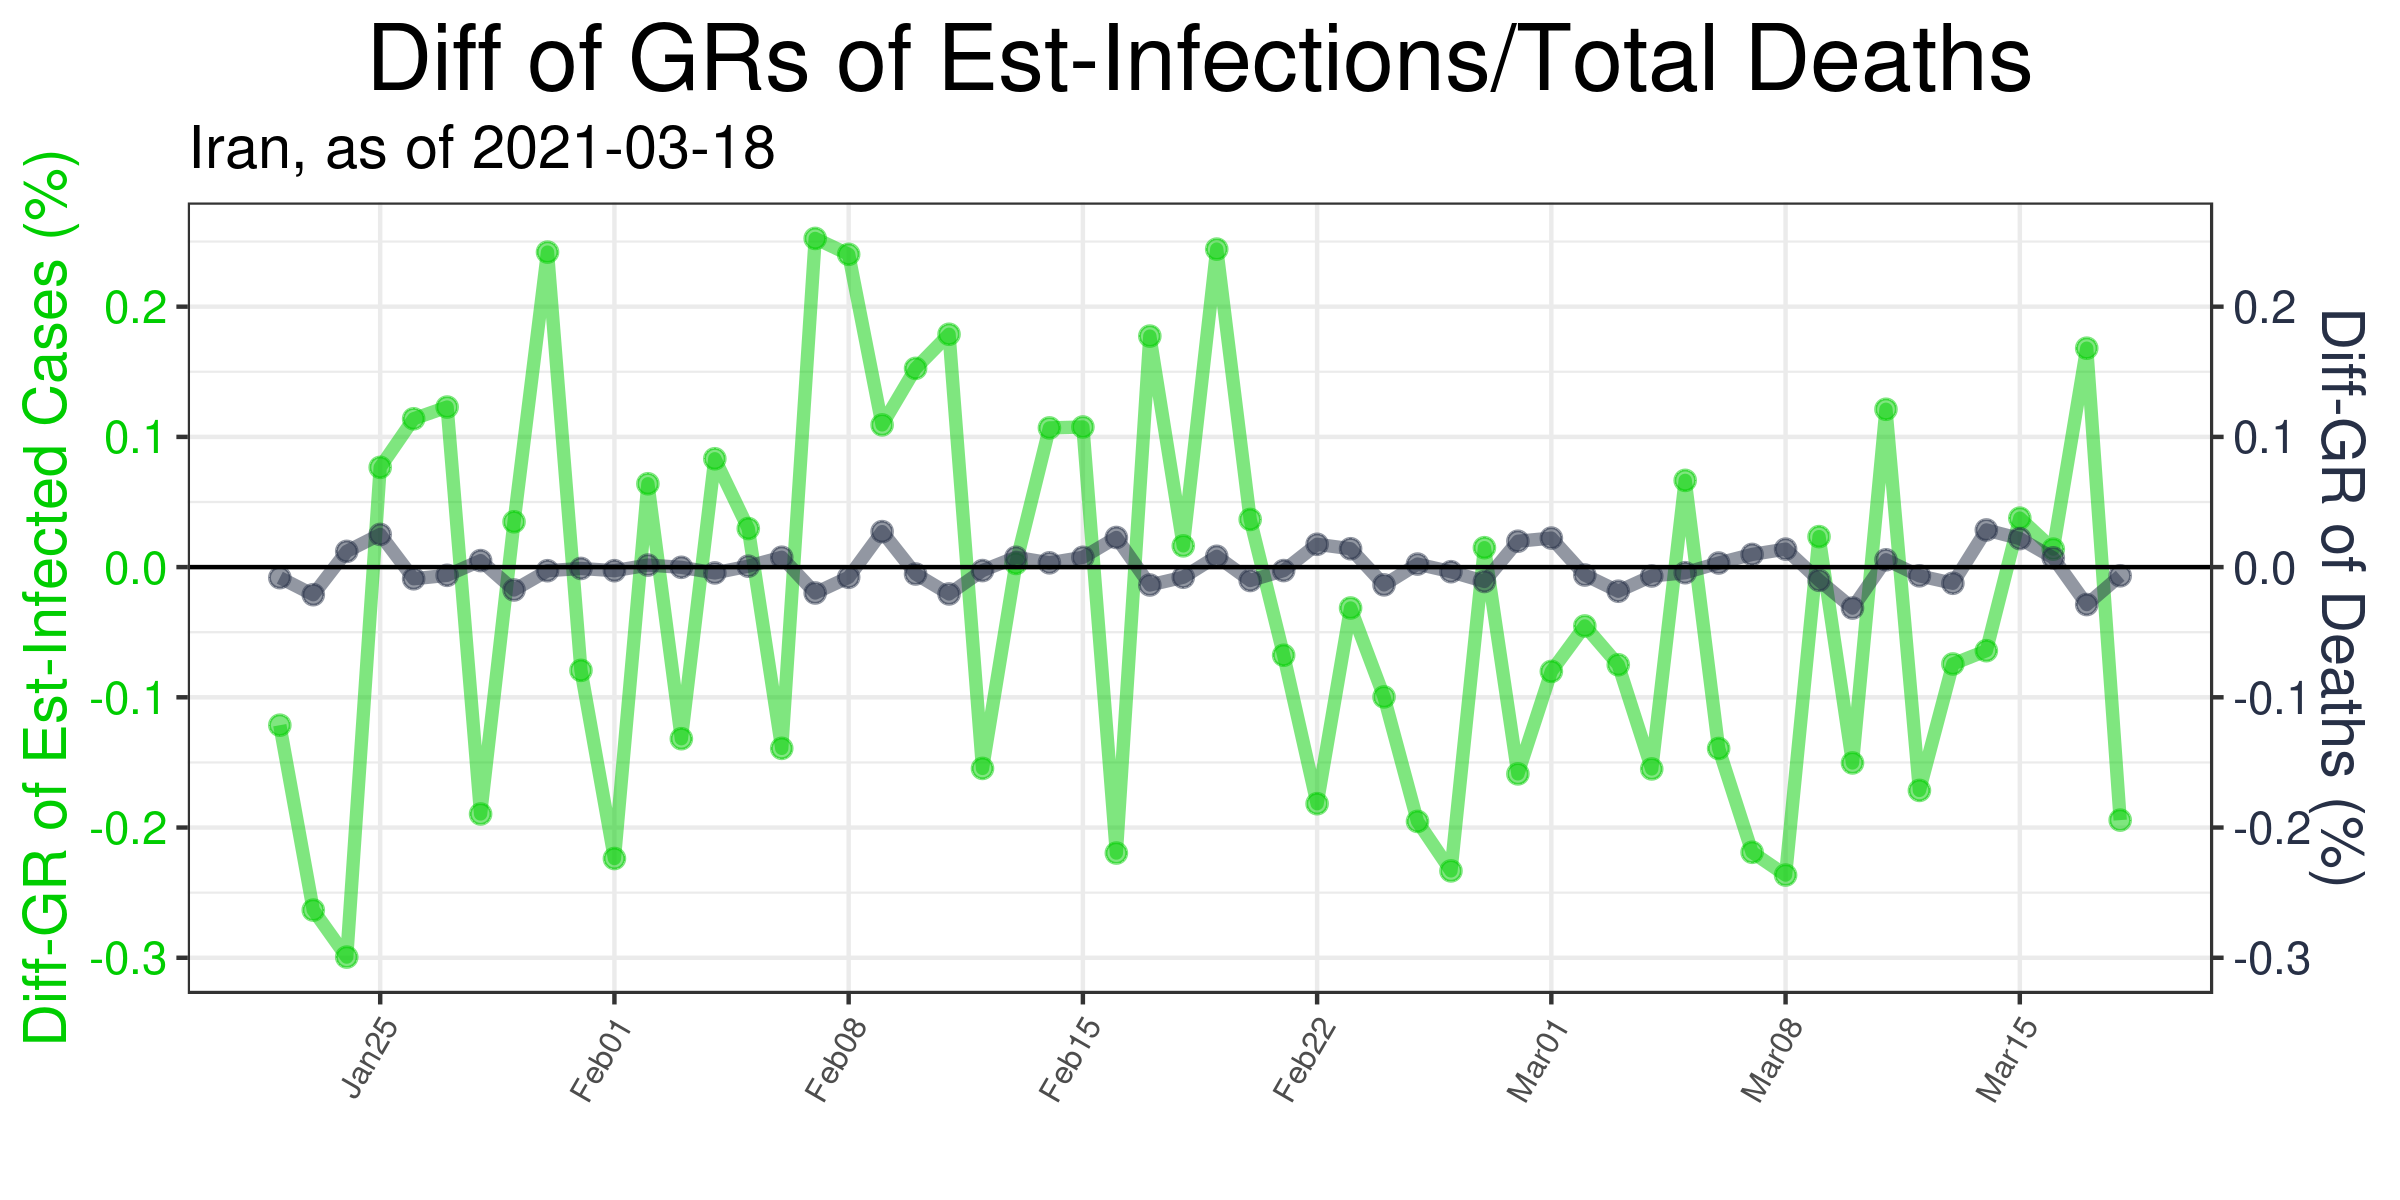 Diff of GRs of Est-Infections/Total Deaths
Iran, as of 2021-03-18
Diff-GR of Est-Infected Cases (%)
0.2
0.1
0.0
-0.1
-0.2
-0.3
0.2
0.1
0.0
-0.1
-0.2
-0.3
Diff-GR of Deaths (%)
Jan25
Feb01
Feb08
Feb15
Feb22
Mar01
Mar08
Mar15